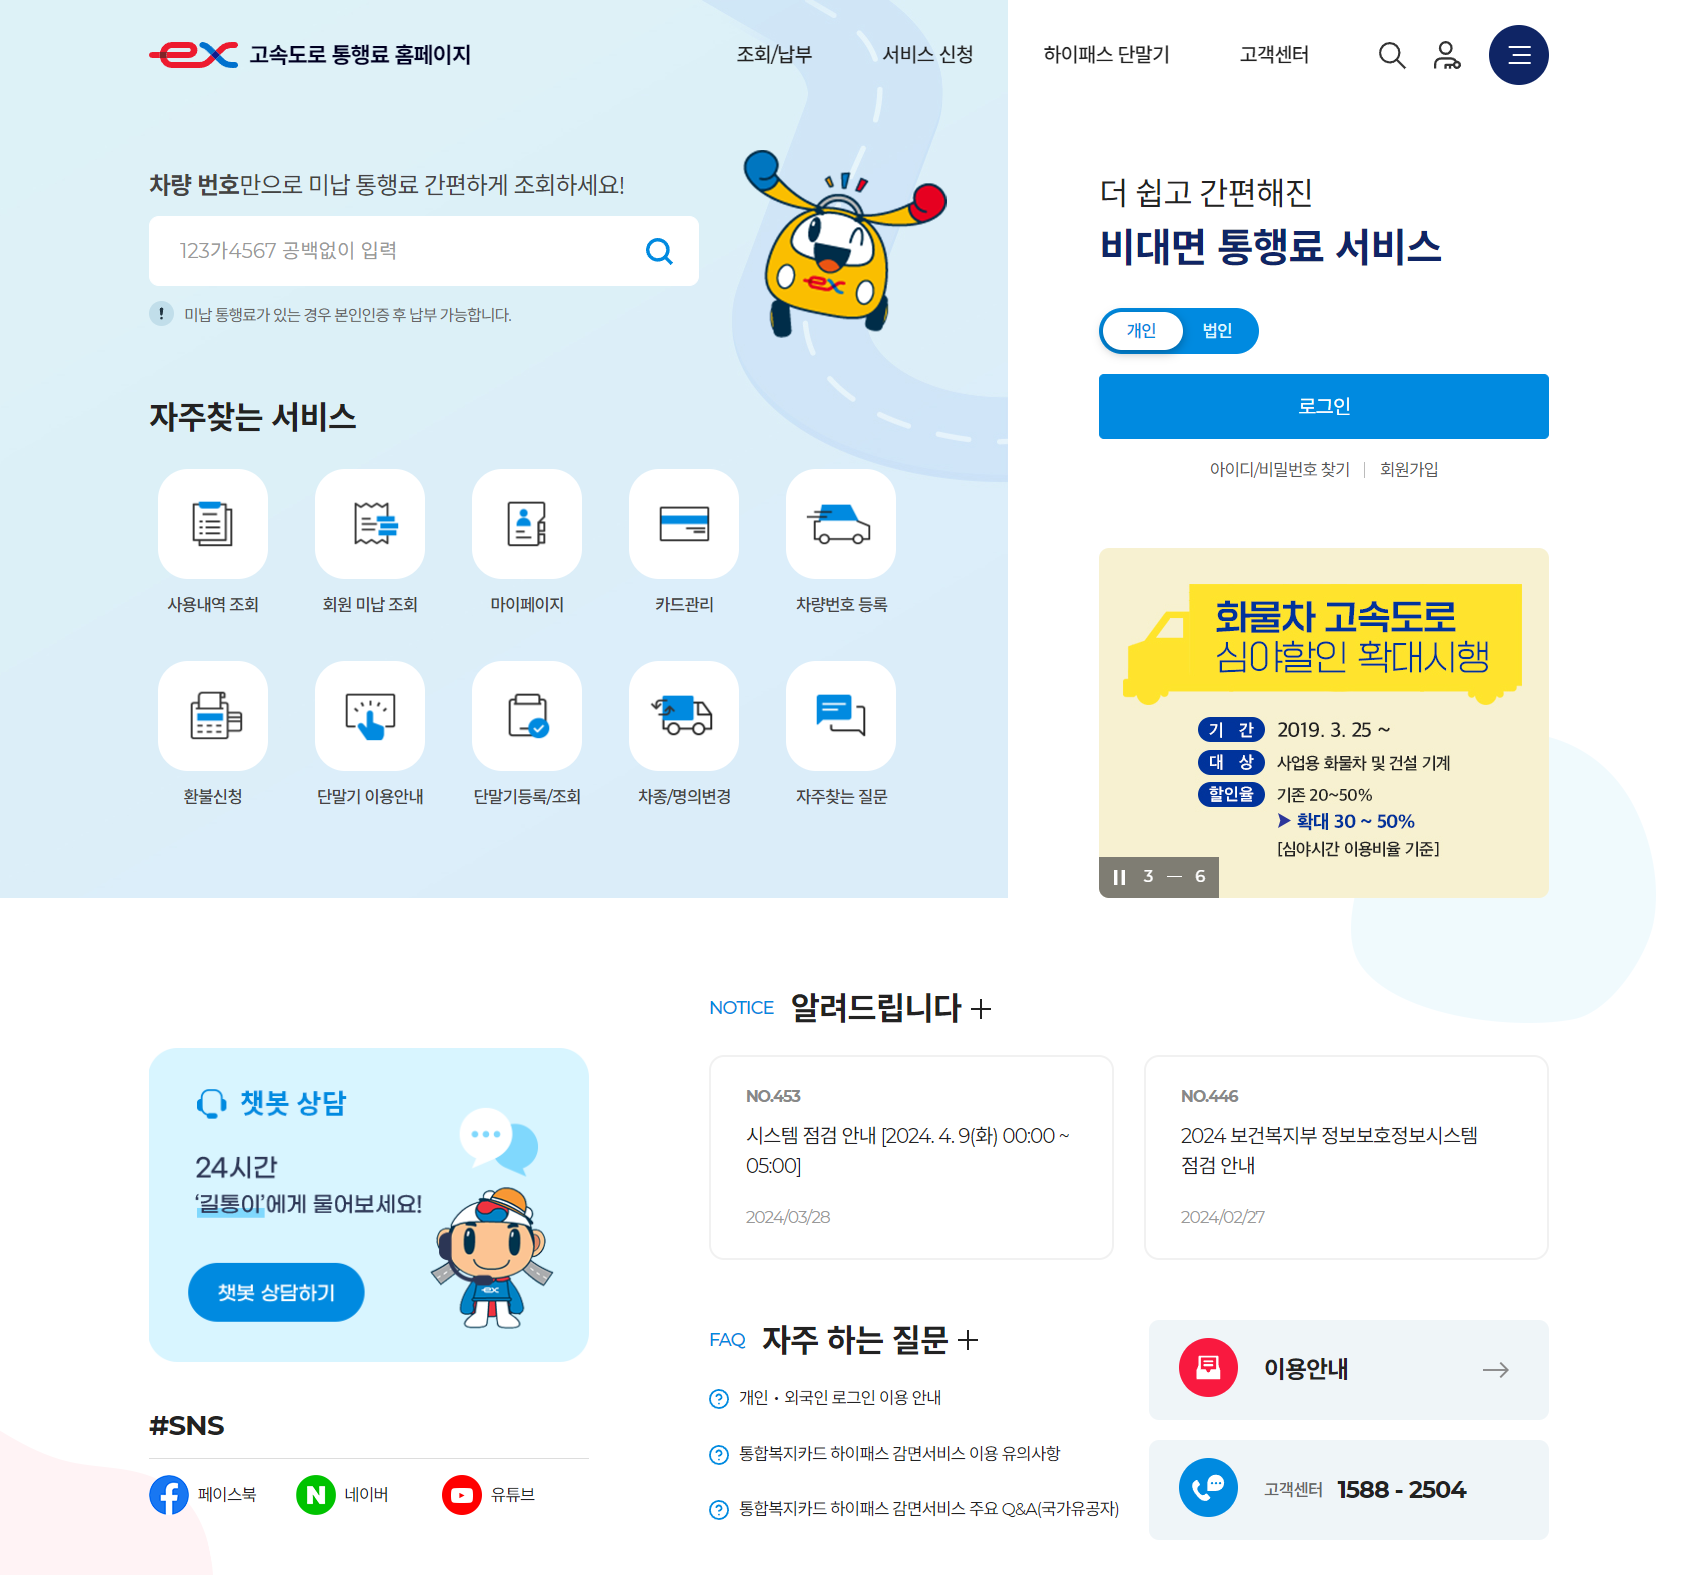 ex 고속도로 통행료 홈페이지
조회/납부
서비스 신청
하이패스 단말기
고객센터
차량 번호만으로 미납 통행료 간편하게 조회하세요!
123가4567 공백없이 입력
! 미납 통행료가 있는 경우 본인인증 후 납부 가능합니다.
ex
더 쉽고 간편해진
비대면 통행료 서비스
개인 법인
로그인
아이디/비밀번호 찾기 | 회원가입
자주찾는 서비스
사용내역 조회
회원 미납 조회
마이페이지
카드관리
차량번호 등록
환불신청
단말기 이용안내
단말기등록/조회
차종/명의변경
자주찾는 질문
화물차 고속도로
심야할인 확대시행
기 간 2019. 3. 25 ~
대 상 사업용 화물차 및 건설 기계
할인율 기존 20~50%
➤ 확대 30 ~ 50%
[심야시간 이용비율 기준]
3 — 6
챗봇 상담
24시간
‘길통이’에게 물어보세요!
챗봇 상담하기
ex
#SNS
페이스북
네이버
유튜브
NOTICE 알려드립니다 +
NO.453
시스템 점검 안내 [2024. 4. 9(화) 00:00 ~
05:00]
2024/03/28
NO.446
2024 보건복지부 정보보호정보시스템
점검 안내
2024/02/27
FAQ 자주 하는 질문 +
? 개인・외국인 로그인 이용 안내
? 통합복지카드 하이패스 감면서비스 이용 유의사항
? 통합복지카드 하이패스 감면서비스 주요 Q&A(국가유공자)
이용안내
고객센터 1588 - 2504